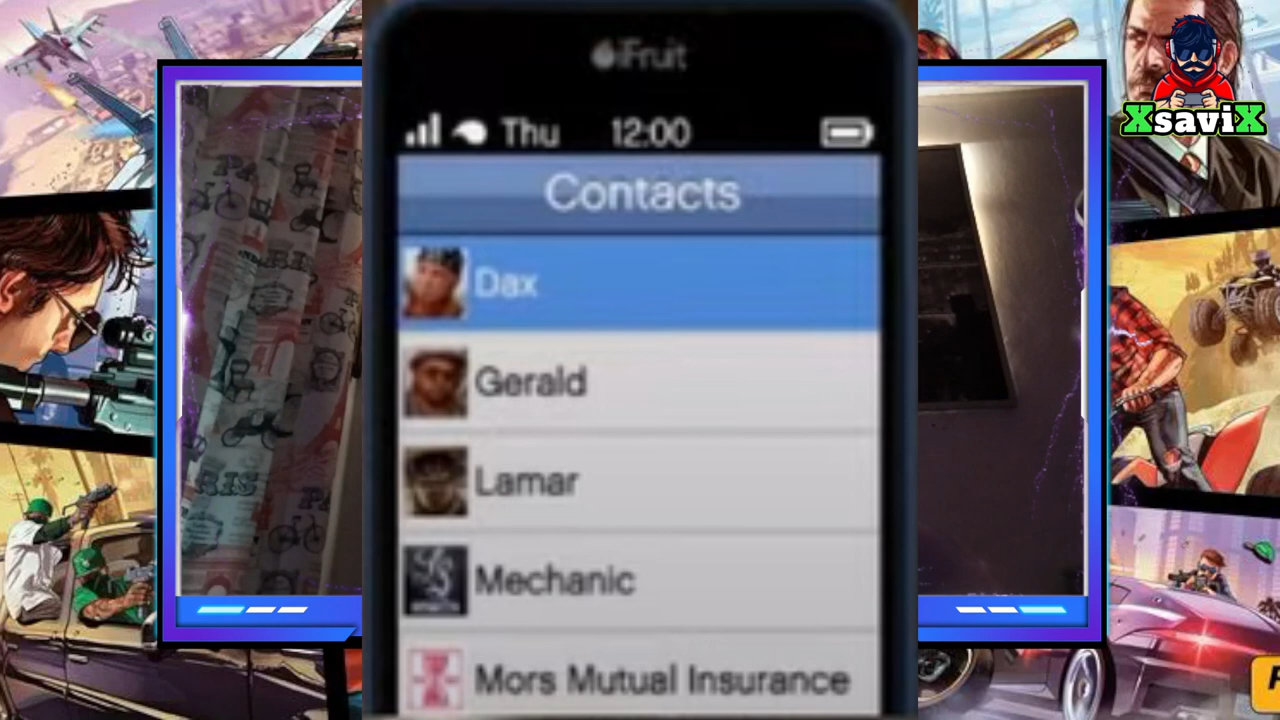 iFruit
Thu 12:00
Contacts
Dax
Gerald
Lamar
Mechanic
Mors Mutual Insurance
XsaviX